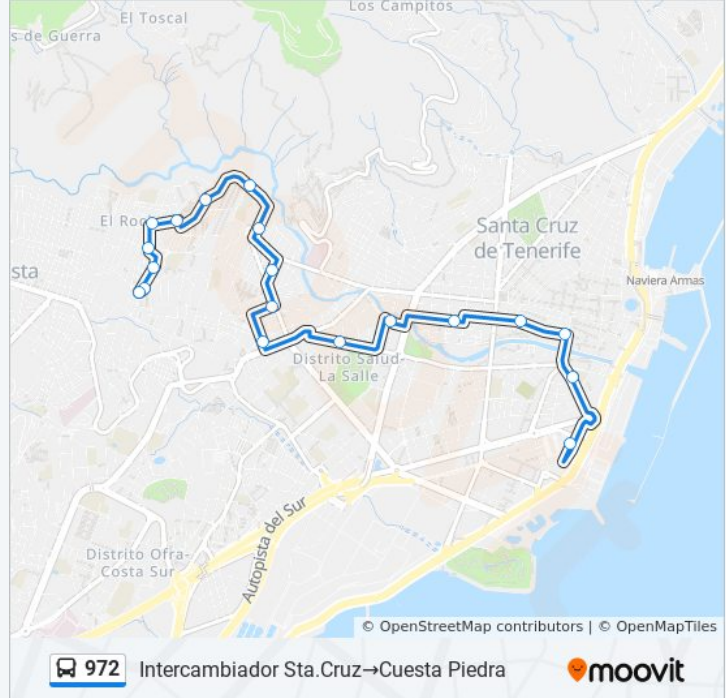 Los Campitos
El Toscal
s de Guerra
El Ro
Santa Cruz
de Tenerife
sta
Naviera Armas
Distrito Salud-
La Salle
Autopista del Sur
Distrito Ofra-
Costa Sur
© OpenStreetMap contributors | © OpenMapTiles
972 Intercambiador Sta.Cruz→Cuesta Piedra
moovit